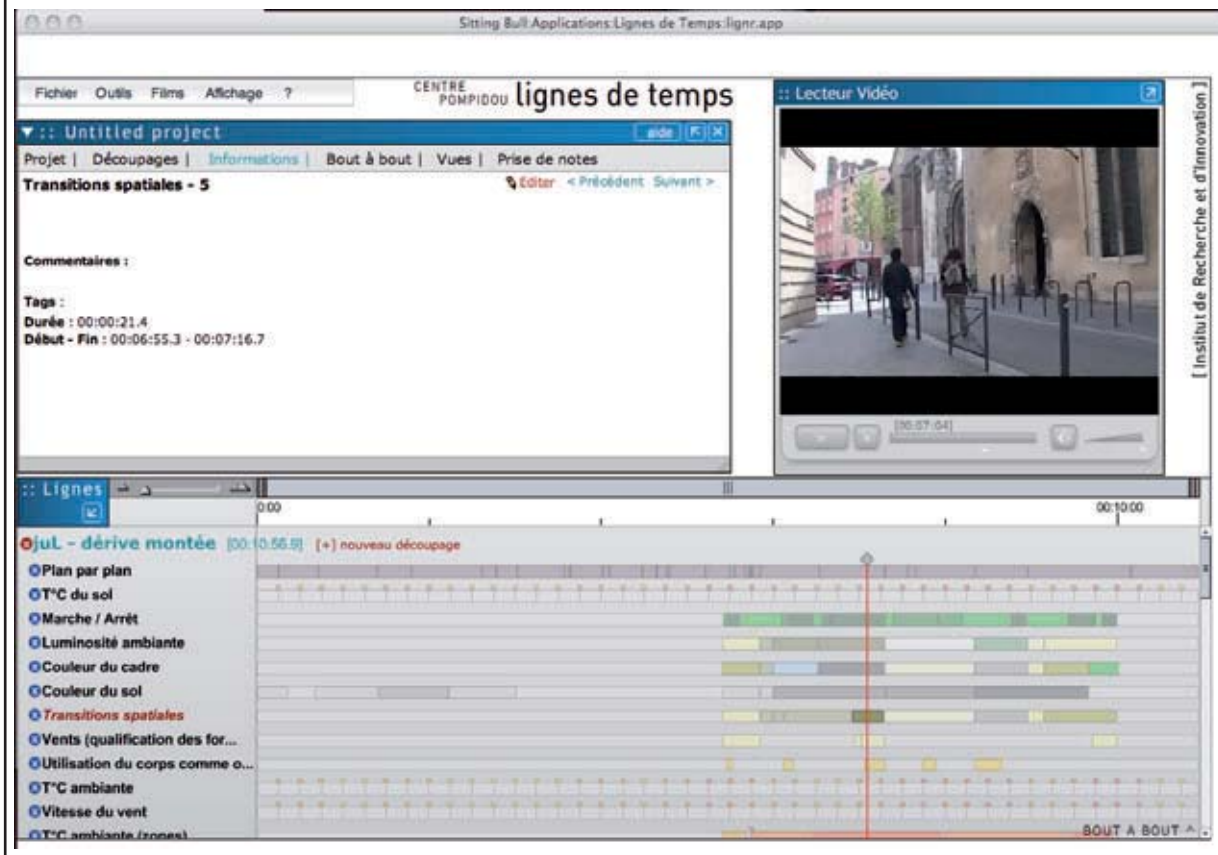 Sitting Bull Applications:Lignes de Temps:lignr.app
Fichier Outils Films Affichage ?
CENTRE POMPIDOU lignes de temps
:: Lecteur Vidéo
:: Untitled project aide
Projet | Découpages | Informations | Bout à bout | Vues | Prise de notes
Transitions spatiales - 5 Editer < Précédent Suivant >
Commentaires :
Tags :
Durée : 00:00:21.4
Début - Fin : 00:06:55.3 - 00:07:16.7
[00:07:04]
[ Institut de Recherche et d'Innovation ]
:: Lignes
0:00 00:10:00
juL - dérive montée [00:10:56.9] [+] nouveau découpage
Plan par plan
T°C du sol
Marche / Arrêt
Luminosité ambiante
Couleur du cadre
Couleur du sol
Transitions spatiales
Vents (qualification des for...
Utilisation du corps comme o...
T°C ambiante
Vitesse du vent
T°C ambiante (zones)
BOUT A BOUT ^